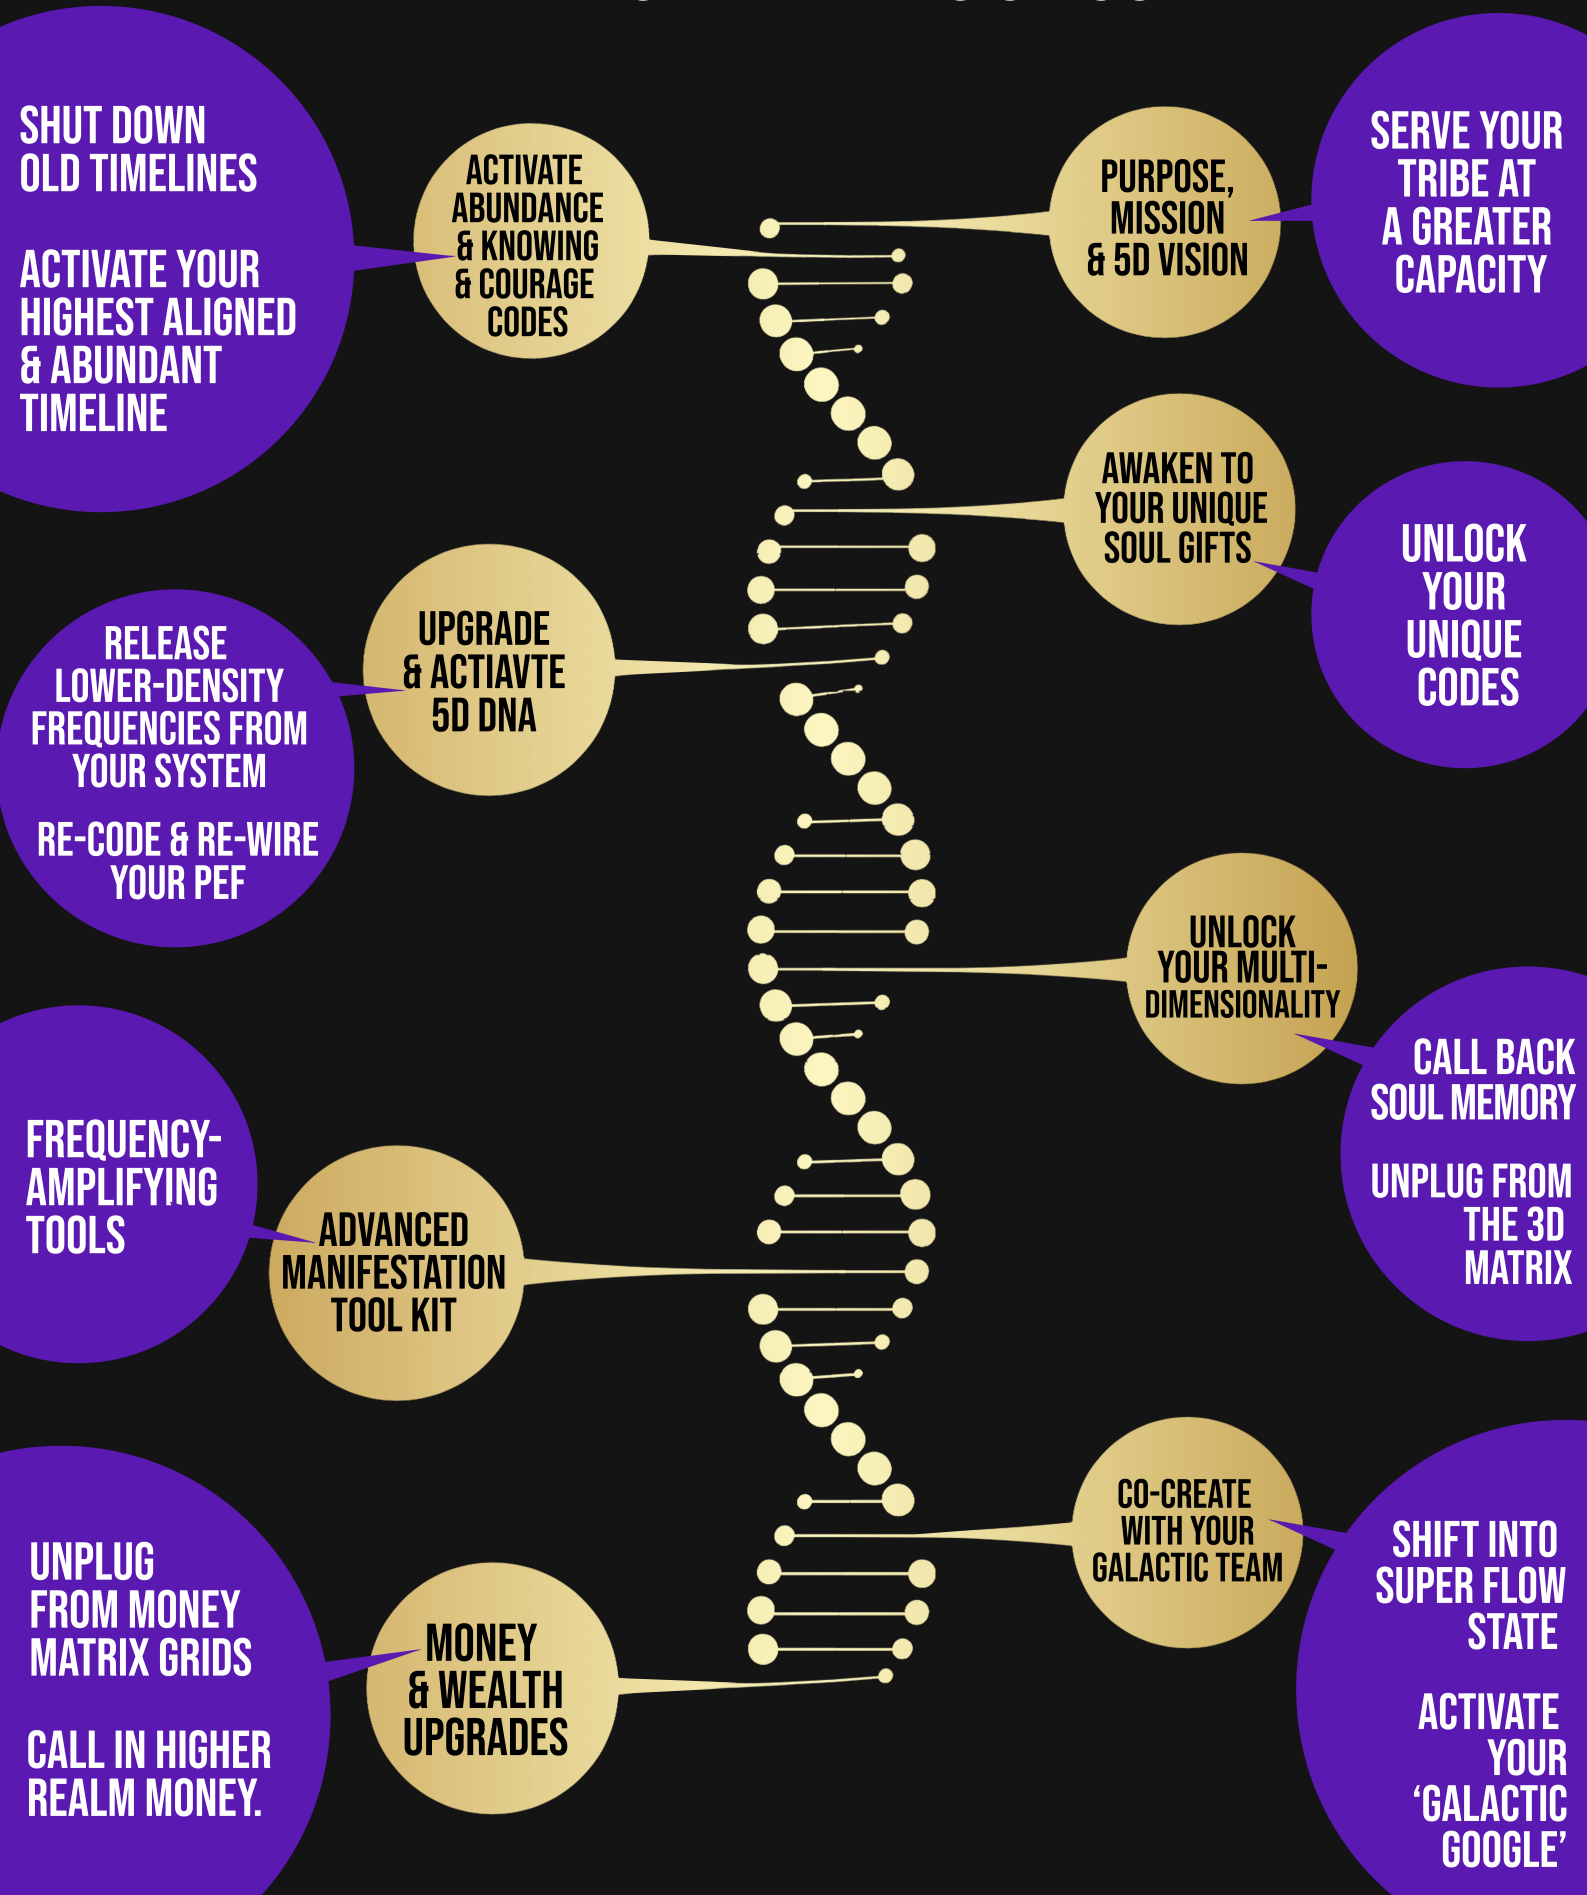 SHUT DOWN
OLD TIMELINES
ACTIVATE YOUR
HIGHEST ALIGNED
& ABUNDANT
TIMELINE
ACTIVATE
ABUNDANCE
& KNOWING
& COURAGE
CODES
PURPOSE,
MISSION
& 5D VISION
SERVE YOUR
TRIBE AT
A GREATER
CAPACITY
AWAKEN TO
YOUR UNIQUE
SOUL GIFTS
UNLOCK
YOUR
UNIQUE
CODES
RELEASE
LOWER-DENSITY
FREQUENCIES FROM
YOUR SYSTEM
RE-CODE & RE-WIRE
YOUR PEF
UPGRADE
& ACTIAVTE
5D DNA
UNLOCK
YOUR MULTI-
DIMENSIONALITY
CALL BACK
SOUL MEMORY
UNPLUG FROM
THE 3D
MATRIX
FREQUENCY-
AMPLIFYING
TOOLS
ADVANCED
MANIFESTATION
TOOL KIT
CO-CREATE
WITH YOUR
GALACTIC TEAM
SHIFT INTO
SUPER FLOW
STATE
ACTIVATE
YOUR
‘GALACTIC
GOOGLE’
UNPLUG
FROM MONEY
MATRIX GRIDS
CALL IN HIGHER
REALM MONEY.
MONEY
& WEALTH
UPGRADES